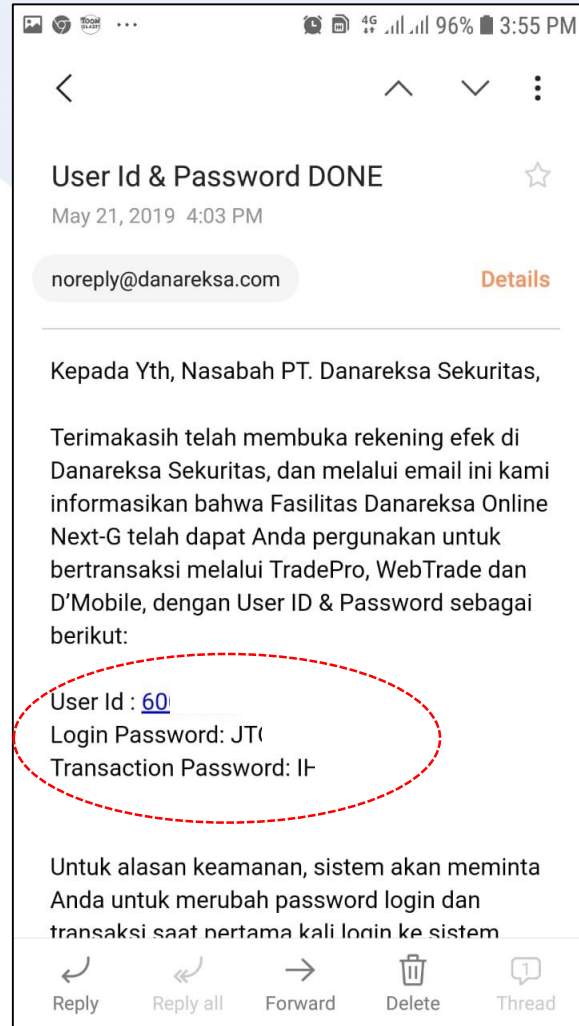 96% 3:55 PM
User Id & Password DONE
May 21, 2019 4:03 PM
noreply@danareksa.com
Details
Kepada Yth, Nasabah PT. Danareksa Sekuritas,
Terimakasih telah membuka rekening efek di
Danareksa Sekuritas, dan melalui email ini kami
informasikan bahwa Fasilitas Danareksa Online
Next-G telah dapat Anda pergunakan untuk
bertransaksi melalui TradePro, WebTrade dan
D'Mobile, dengan User ID & Password sebagai
berikut:
User Id : 60
Login Password: JT
Transaction Password: I
Untuk alasan keamanan, sistem akan meminta
Anda untuk merubah password login dan
transaksi saat pertama kali login ke sistem
Reply Reply all Forward Delete Thread